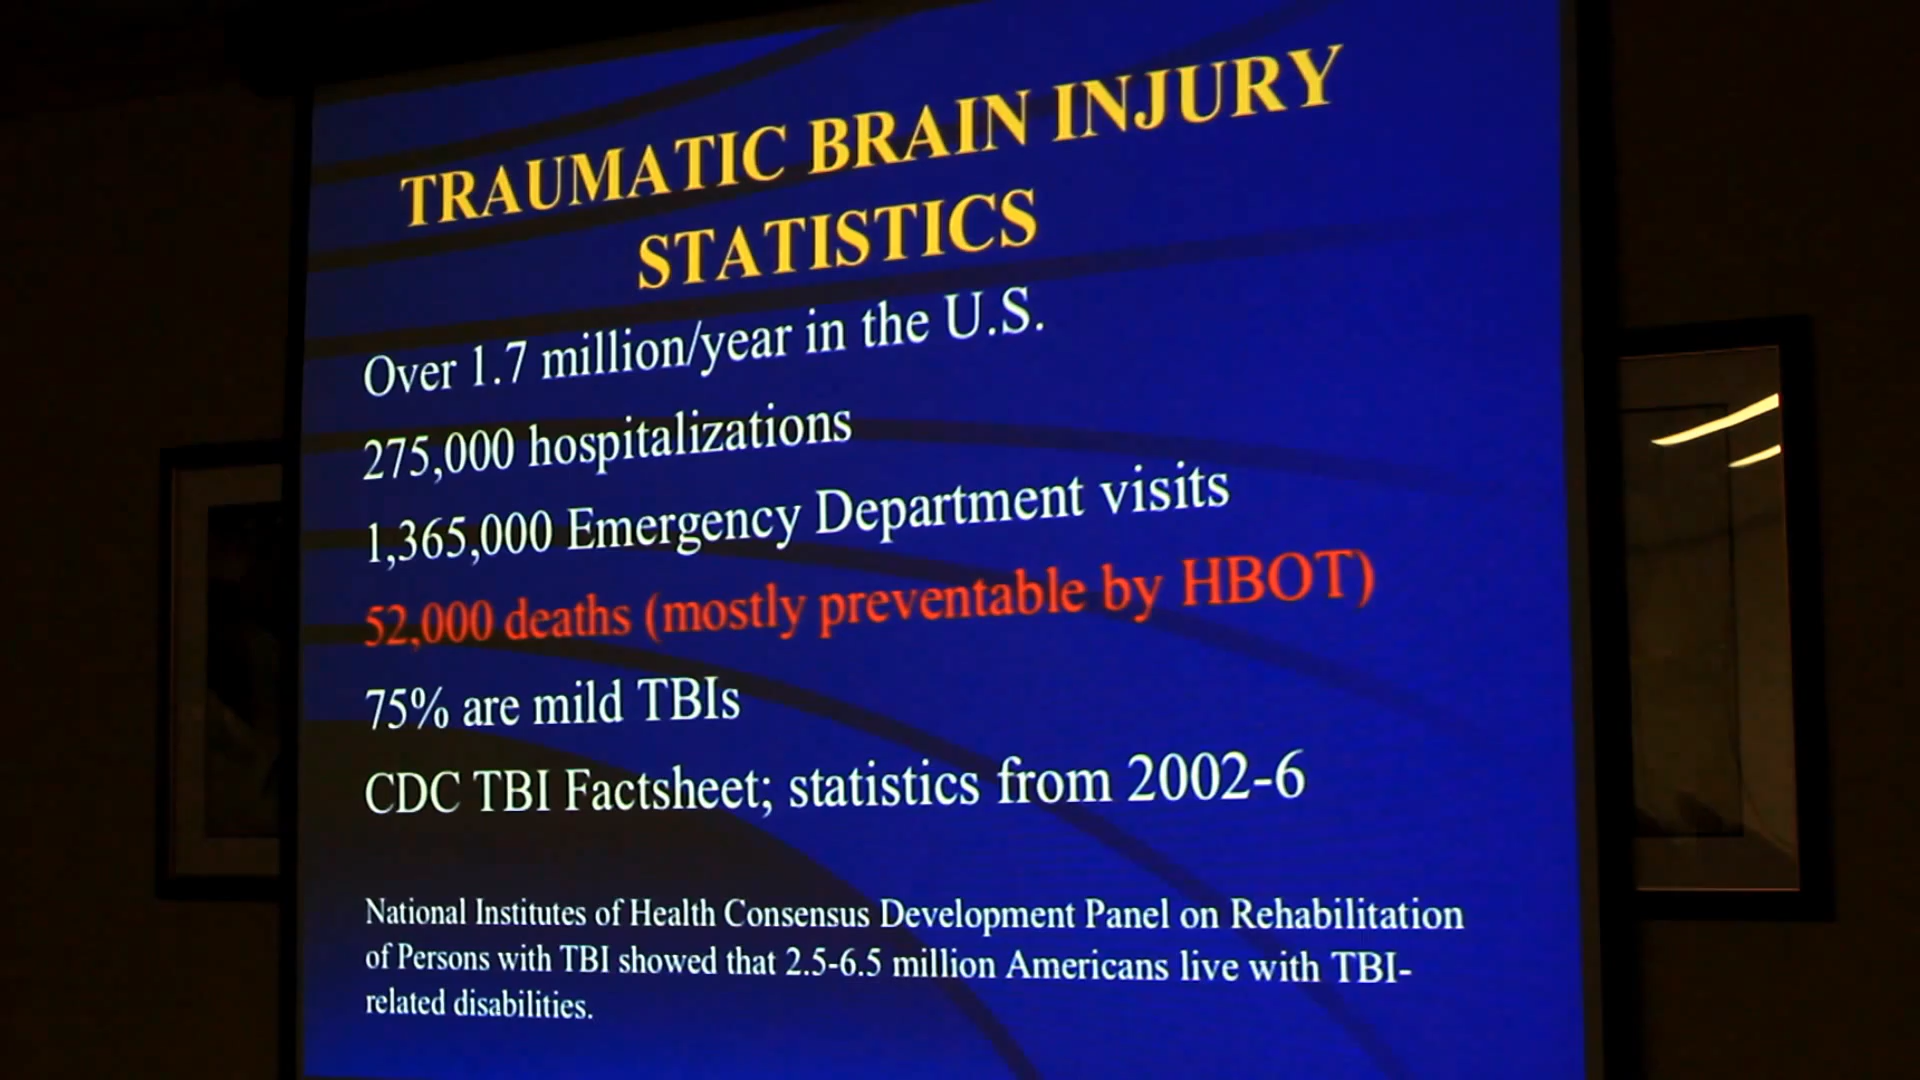 TRAUMATIC BRAIN INJURY
STATISTICS
Over 1.7 million/year in the U.S.
275,000 hospitalizations
1,365,000 Emergency Department visits
52,000 deaths (mostly preventable by HBOT)
75% are mild TBIs
CDC TBI Factsheet; statistics from 2002-6
National Institutes of Health Consensus Development Panel on Rehabilitation
of Persons with TBI showed that 2.5-6.5 million Americans live with TBI-
related disabilities.